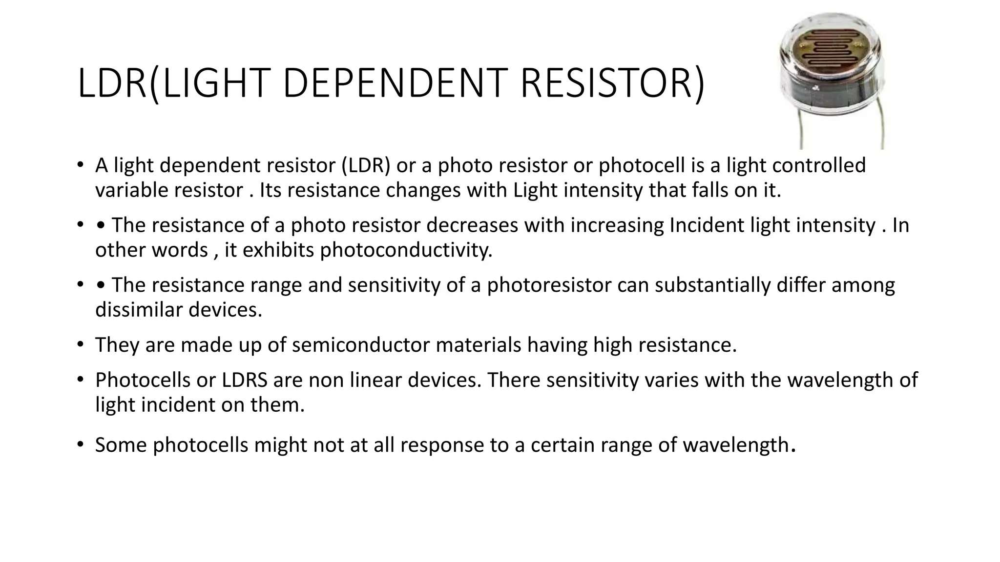 LDR(LIGHT DEPENDENT RESISTOR)
• A light dependent resistor (LDR) or a photo resistor or photocell is a light controlled
variable resistor . Its resistance changes with Light intensity that falls on it.
• • The resistance of a photo resistor decreases with increasing Incident light intensity . In
other words , it exhibits photoconductivity.
• • The resistance range and sensitivity of a photoresistor can substantially differ among
dissimilar devices.
• They are made up of semiconductor materials having high resistance.
• Photocells or LDRS are non linear devices. There sensitivity varies with the wavelength of
light incident on them.
• Some photocells might not at all response to a certain range of wavelength.